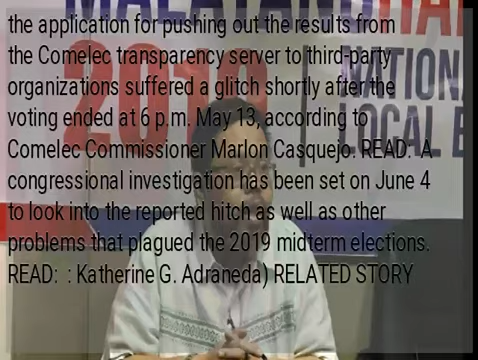 the application for pushing out the results from
the Comelec transparency server to third-party
organizations suffered a glitch shortly after the
voting ended at 6 p.m. May 13, according to
Comelec Commissioner Marlon Casquejo. READ: A
congressional investigation has been set on June 4
to look into the reported hitch as well as other
problems that plagued the 2019 midterm elections.
READ: : Katherine G. Adraneda) RELATED STORY
2019
NATION
LOCAL E